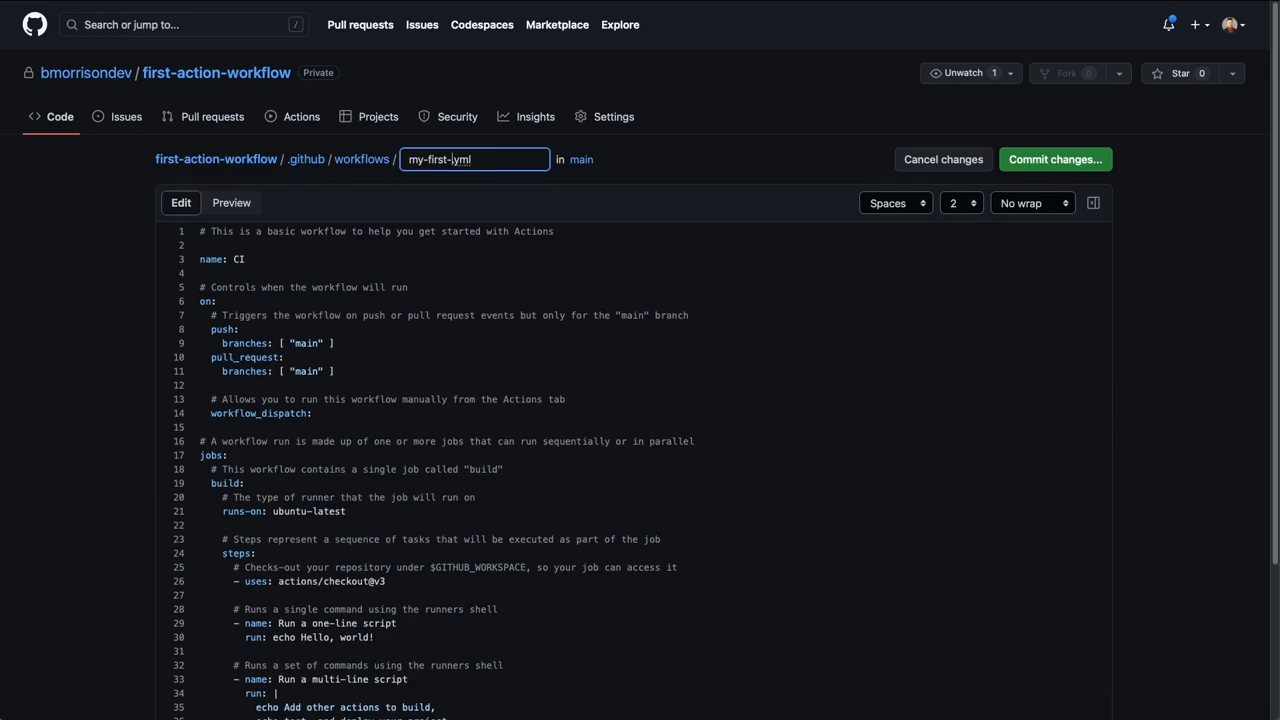 Search or jump to... / Pull requests Issues Codespaces Marketplace Explore
bmorrisondev / first-action-workflow Private Unwatch 1 Fork 0 Star 0
Code Issues Pull requests Actions Projects Security Insights Settings
first-action-workflow / .github / workflows / my-first-.yml in main Cancel changes Commit changes...
Edit Preview Spaces 2 No wrap
1 # This is a basic workflow to help you get started with Actions
2
3 name: CI
4
5 # Controls when the workflow will run
6 on:
7 # Triggers the workflow on push or pull request events but only for the "main" branch
8 push:
9 branches: [ "main" ]
10 pull_request:
11 branches: [ "main" ]
12
13 # Allows you to run this workflow manually from the Actions tab
14 workflow_dispatch:
15
16 # A workflow run is made up of one or more jobs that can run sequentially or in parallel
17 jobs:
18 # This workflow contains a single job called "build"
19 build:
20 # The type of runner that the job will run on
21 runs-on: ubuntu-latest
22
23 # Steps represent a sequence of tasks that will be executed as part of the job
24 steps:
25 # Checks-out your repository under $GITHUB_WORKSPACE, so your job can access it
26 - uses: actions/checkout@v3
27
28 # Runs a single command using the runners shell
29 - name: Run a one-line script
30 run: echo Hello, world!
31
32 # Runs a set of commands using the runners shell
33 - name: Run a multi-line script
34 run: |
35 echo Add other actions to build,